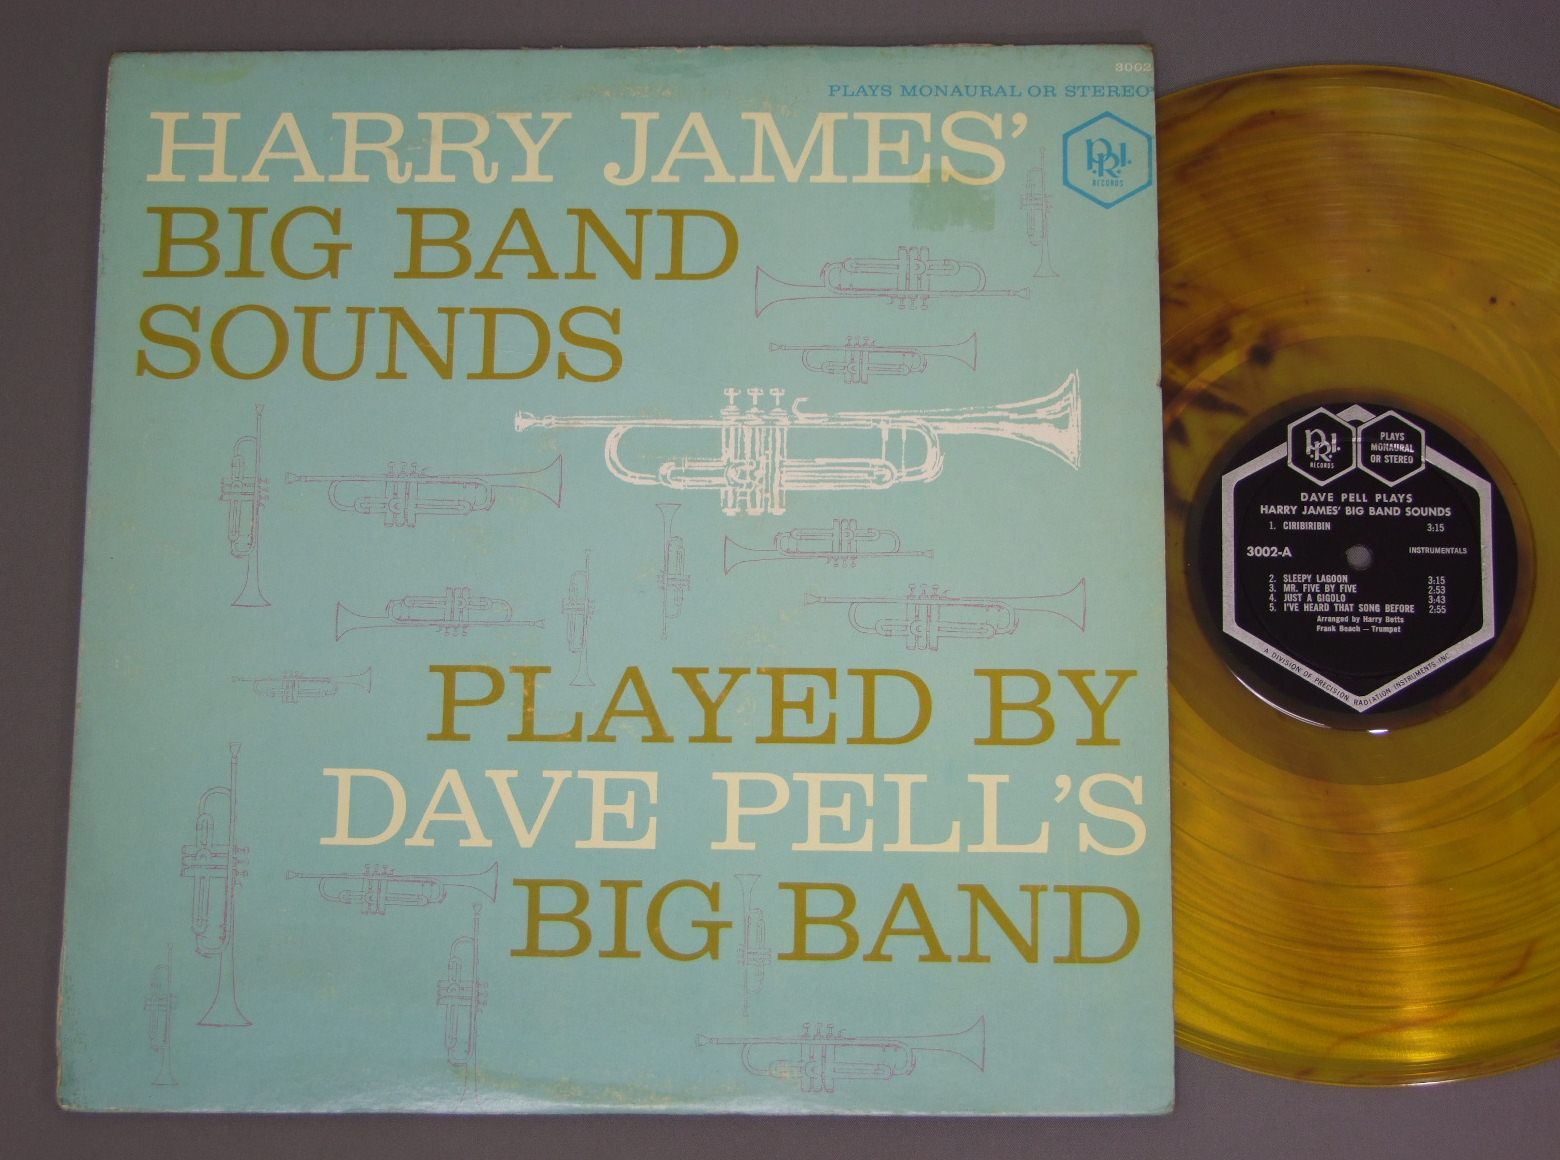 3002
PLAYS MONAURAL OR STEREO
HARRY JAMES'
P.R.I.
RECORDS
BIG BAND
SOUNDS
PLAYED BY
DAVE PELL'S
BIG BAND
P.R.I.
RECORDS
PLAYS
MONAURAL
OR STEREO
DAVE PELL PLAYS
HARRY JAMES' BIG BAND SOUNDS
1. CIRIBIRIBIN 3:15
3002-A INSTRUMENTALS
2. SLEEPY LAGOON 3:15
3. MR. FIVE BY FIVE 2:53
4. JUST A GIGOLO 3:43
5. I'VE HEARD THAT SONG BEFORE 2:55
Arranged by Harry Betts
Frank Beach — Trumpet
A DIVISION OF PRECISION RADIATION INSTRUMENTS, INC.